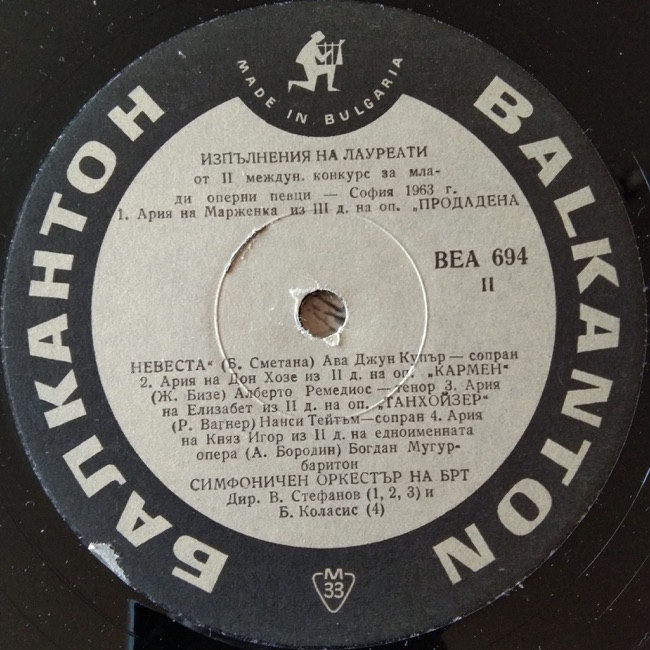 MADE IN BULGARIA
БАЛКАНТОН
BALKANTON
ИЗПЪЛНЕНИЯ НА ЛАУРЕАТИ
от II междун. конкурс за мла-
ди оперни певци — София 1963 г.
1. Ария на Марженка из III д. на оп. „ПРОДАДЕНА
BEA 694
II
НЕВЕСТА“ (Б. Сметана) Ава Джун Купър — сопран
2. Ария на Дон Хозе из II д. на оп. „КАРМЕН“
(Ж. Бизе) Алберто Ремедиос — тенор 3. Ария
на Елизабет из II д. на оп. „ТАНХОЙЗЕР“
(Р. Вагнер) Нанси Тейтъм—сопран 4. Ария
на Княз Игор из II д. на едноименната
опера (А. Бородин) Богдан Мугур-
баритон
СИМФОНИЧЕН ОРКЕСТЪР НА БРТ
Дир. В. Стефанов (1, 2, 3) и
Б. Коласис (4)
M
33